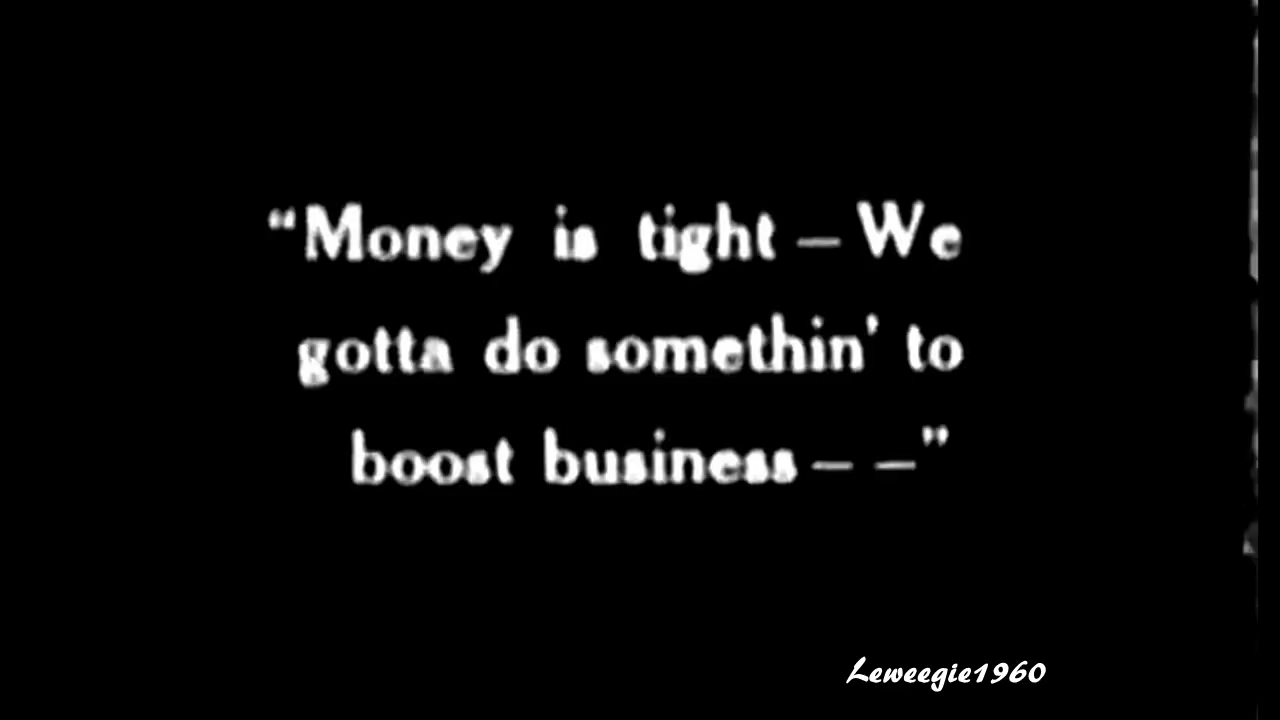 “Money is tight — We
gotta do somethin' to
boost business — —”
Leweegie1960